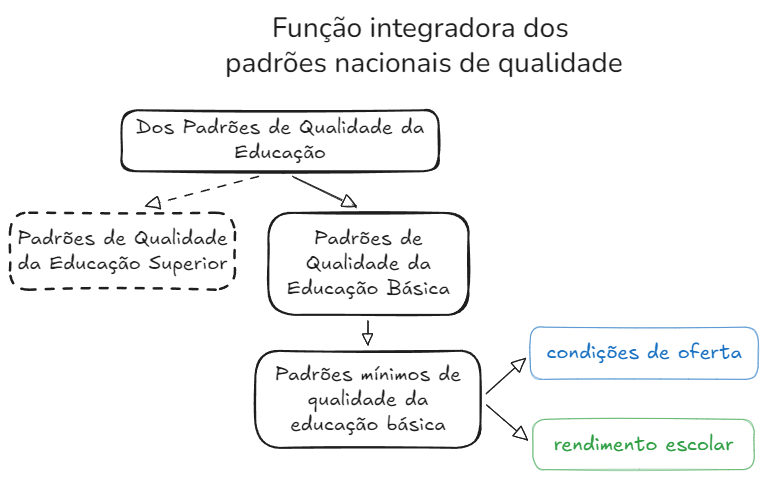 Função integradora dos
padrões nacionais de qualidade
Dos Padrões de Qualidade da
Educação
Padrões de Qualidade
da Educação Superior
Padrões de
Qualidade da
Educação Básica
Padrões mínimos de
qualidade da
educação básica
condições de oferta
rendimento escolar